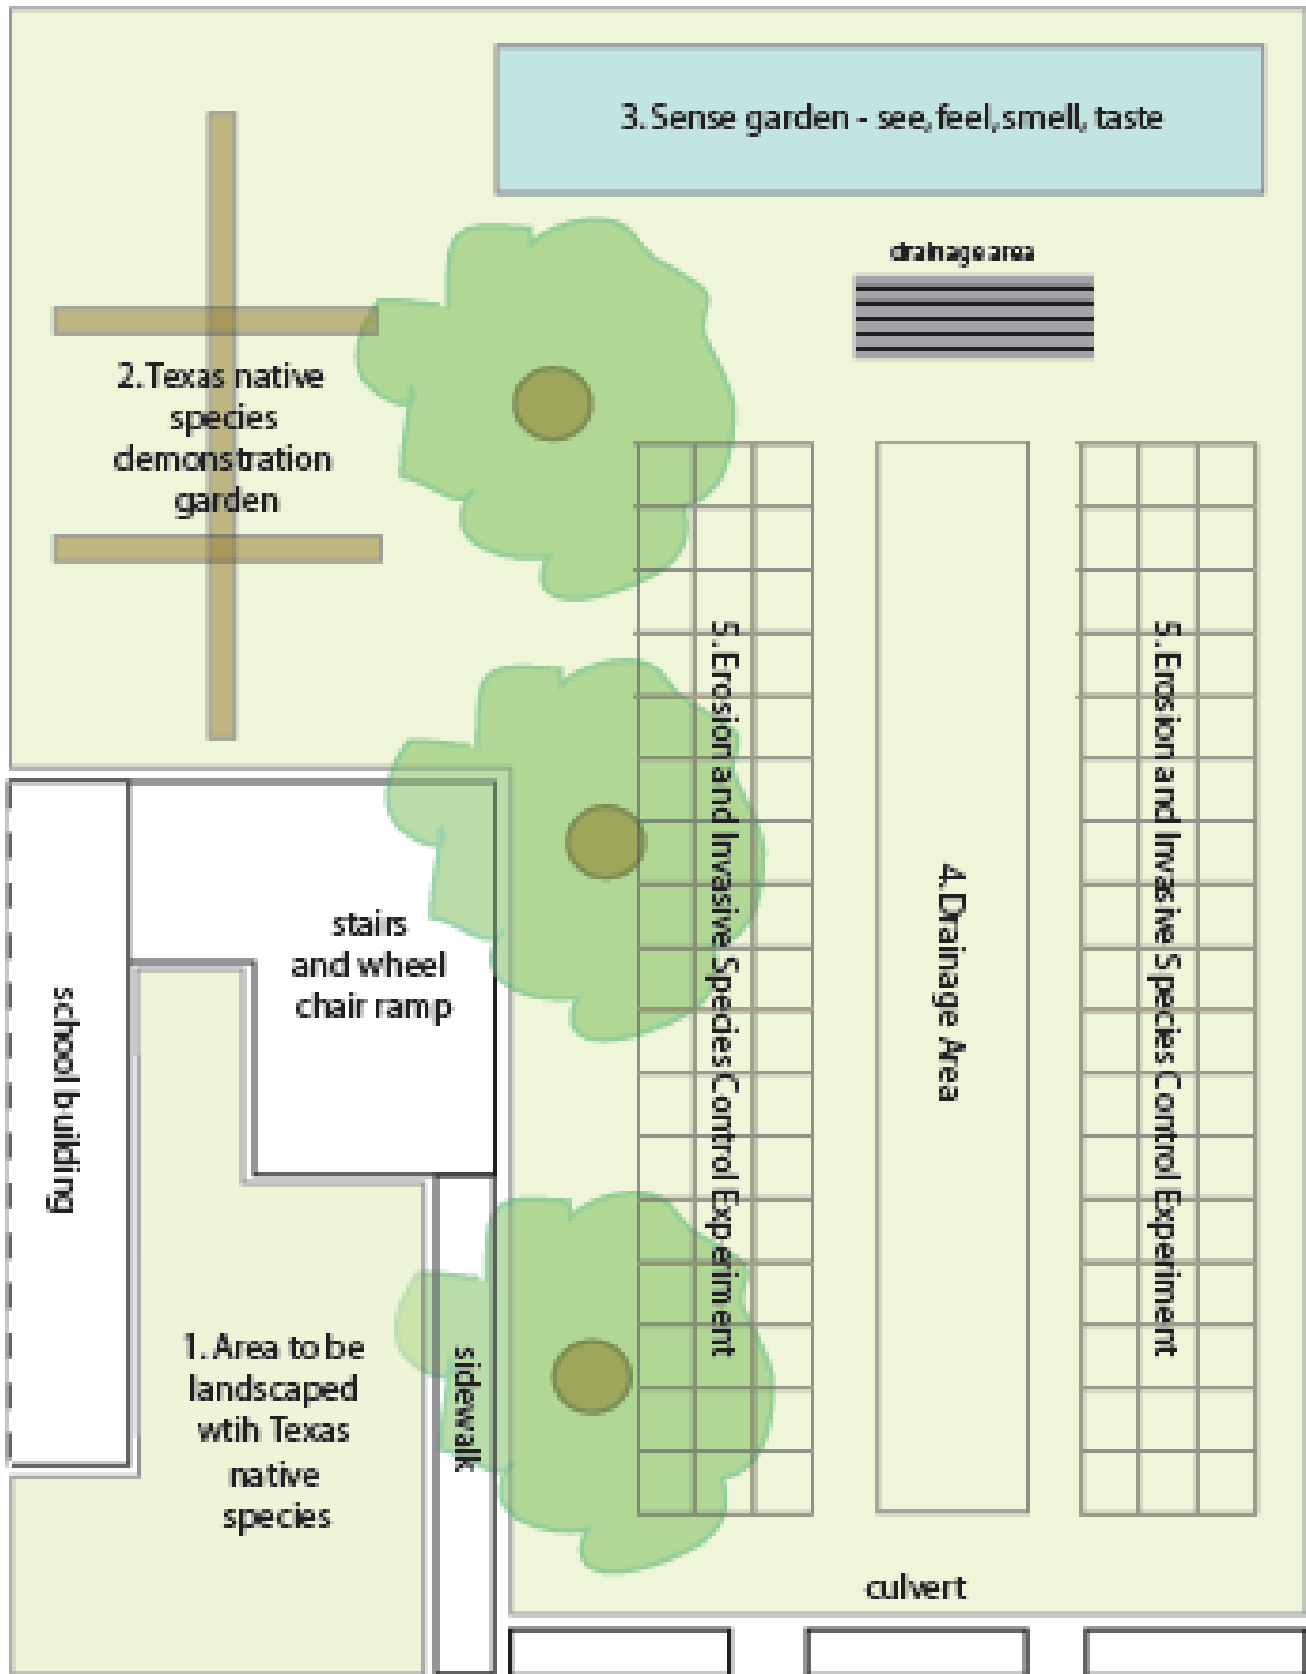 3. Sense garden - see, feel, smell, taste
drainage area
2. Texas native
species
demonstration
garden
5. Erosion and Invasive Species Control Experiment
4. Drainage Area
5. Erosion and Invasive Species Control Experiment
stairs
and wheel
chair ramp
school building
1. Area to be
landscaped
wtih Texas
native
species
sidewalk
culvert